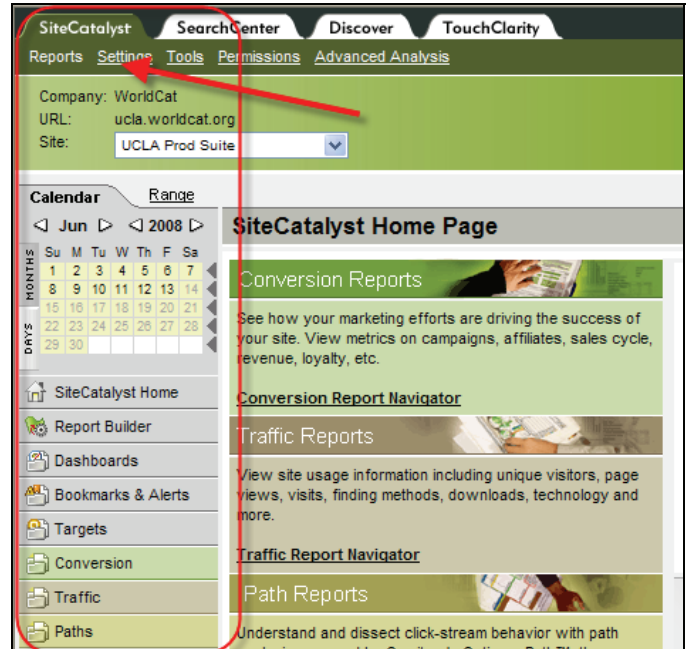 SiteCatalyst SearchCenter Discover TouchClarity
Reports Settings Tools Permissions Advanced Analysis
Company: WorldCat
URL: ucla.worldcat.org
Site: UCLA Prod Suite
Calendar Range
Jun 2008
Su M Tu W Th F Sa
1 2 3 4 5 6 7
8 9 10 11 12 13 14
15 16 17 18 19 20 21
22 23 24 25 26 27 28
29 30
MONTHS
DAYS
SiteCatalyst Home
Report Builder
Dashboards
Bookmarks & Alerts
Targets
Conversion
Traffic
Paths
SiteCatalyst Home Page
Conversion Reports
See how your marketing efforts are driving the success of
your site. View metrics on campaigns, affiliates, sales cycle,
revenue, loyalty, etc.
Conversion Report Navigator
Traffic Reports
View site usage information including unique visitors, page
views, visits, finding methods, downloads, technology and
more.
Traffic Report Navigator
Path Reports
Understand and dissect click-stream behavior with path